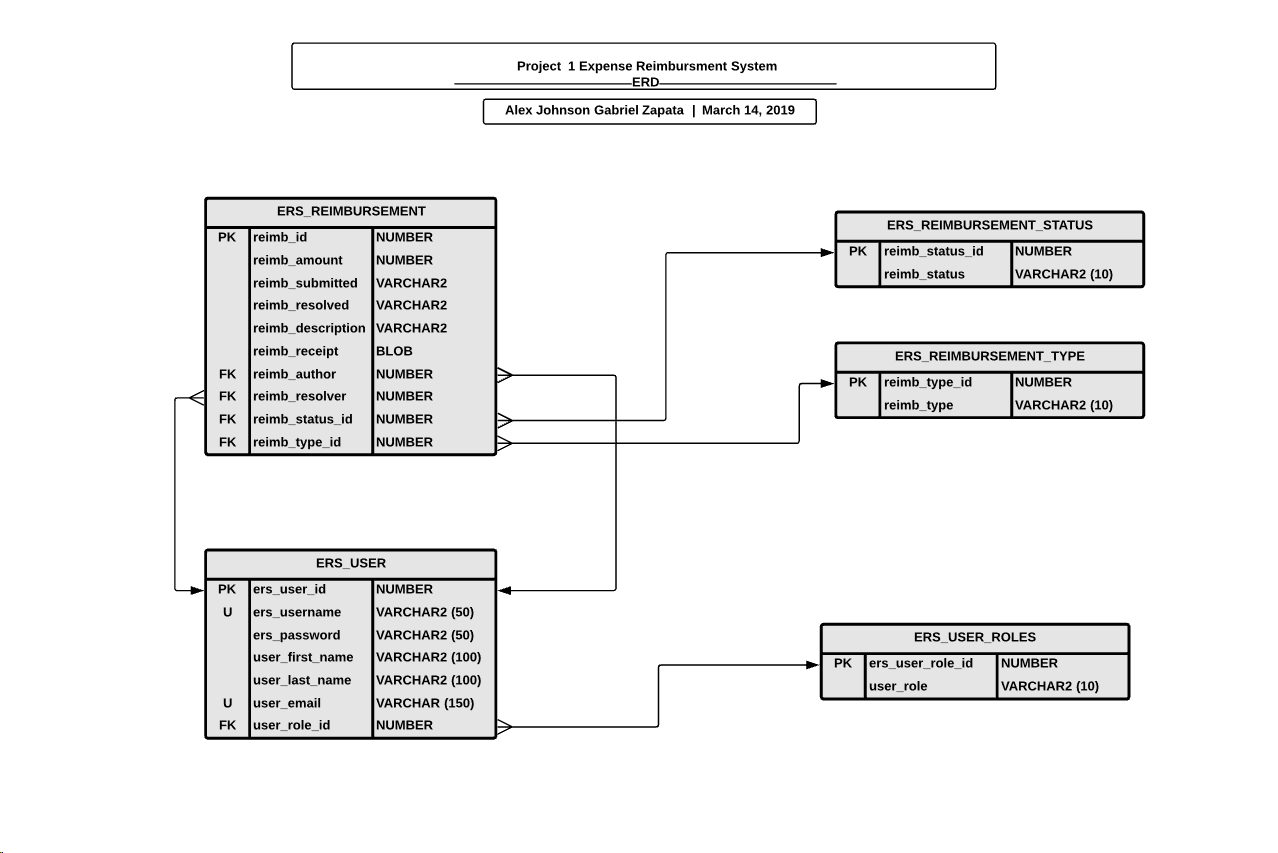 Project 1 Expense Reimbursment System
ERD
Alex Johnson Gabriel Zapata | March 14, 2019
ERS_REIMBURSEMENT
PK reimb_id NUMBER
reimb_amount NUMBER
reimb_submitted VARCHAR2
reimb_resolved VARCHAR2
reimb_description VARCHAR2
reimb_receipt BLOB
FK reimb_author NUMBER
FK reimb_resolver NUMBER
FK reimb_status_id NUMBER
FK reimb_type_id NUMBER
ERS_REIMBURSEMENT_STATUS
PK reimb_status_id NUMBER
reimb_status VARCHAR2 (10)
ERS_REIMBURSEMENT_TYPE
PK reimb_type_id NUMBER
reimb_type VARCHAR2 (10)
ERS_USER
PK ers_user_id NUMBER
U ers_username VARCHAR2 (50)
ers_password VARCHAR2 (50)
user_first_name VARCHAR2 (100)
user_last_name VARCHAR2 (100)
U user_email VARCHAR (150)
FK user_role_id NUMBER
ERS_USER_ROLES
PK ers_user_role_id NUMBER
user_role VARCHAR2 (10)